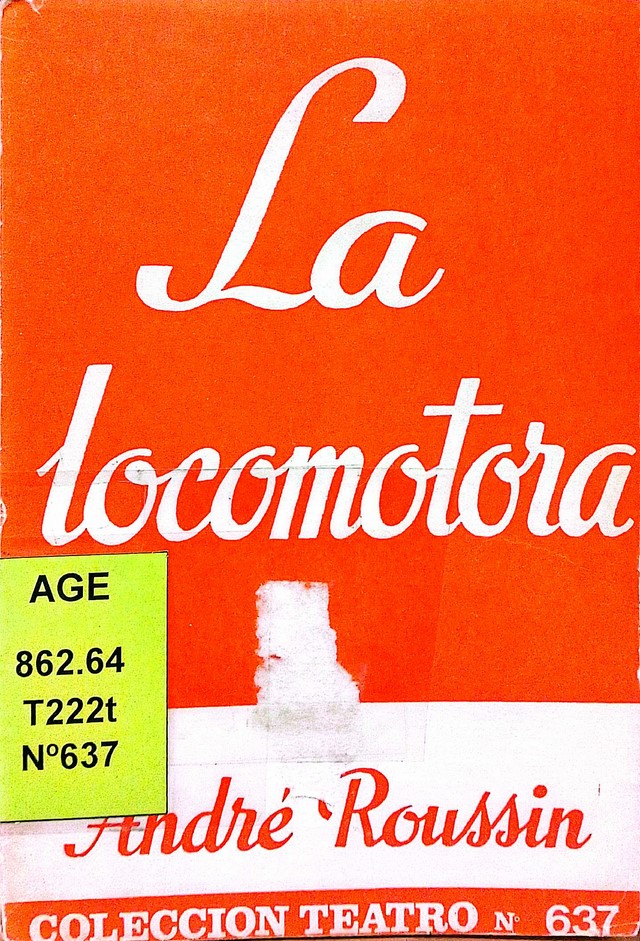 La
locomotora
AGE
862.64
T222t
Nº637
André Roussin
COLECCION TEATRO Nº 637